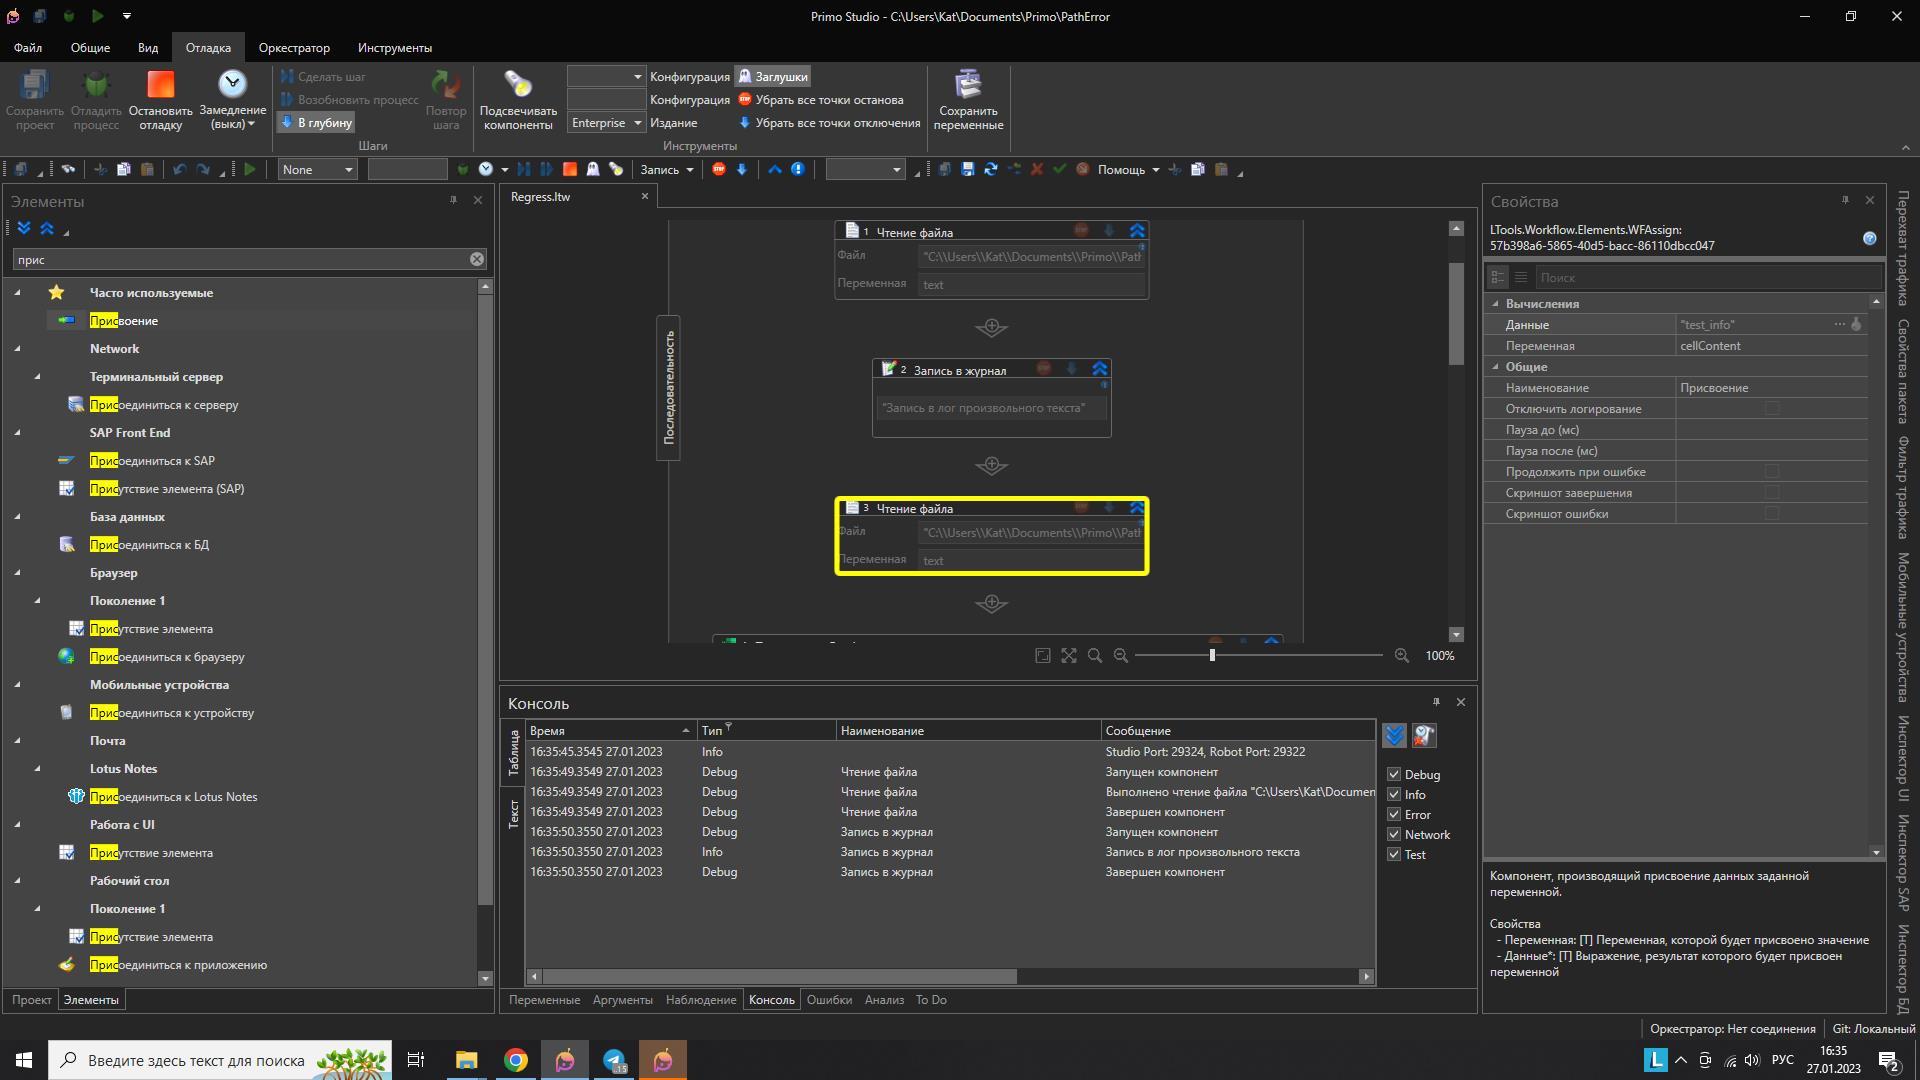 Primo Studio - C:\Users\Kat\Documents\Primo\PathError
Файл Общие Вид Отладка Оркестратор Инструменты
Сохранить проект
Отладить процесс
Остановить отладку
Замедление (выкл)
Сделать шаг
Возобновить процесс
В глубину
Повтор шага
Шаги
Подсвечивать компоненты
Конфигурация
Конфигурация
Enterprise Издание
Заглушки
Убрать все точки останова
Убрать все точки отключения
Инструменты
Сохранить переменные
None Запись Помощь
Элементы
прис
Часто используемые
Присвоение
Network
Терминальный сервер
Присоединиться к серверу
SAP Front End
Присоединиться к SAP
Присутствие элемента (SAP)
База данных
Присоединиться к БД
Браузер
Поколение 1
Присутствие элемента
Присоединиться к браузеру
Мобильные устройства
Присоединиться к устройству
Почта
Lotus Notes
Присоединиться к Lotus Notes
Работа с UI
Присутствие элемента
Рабочий стол
Поколение 1
Присутствие элемента
Присоединиться к приложению
Проект Элементы
Regress.ltw
Последовательность
1 Чтение файла
Файл "C:\\Users\\Kat\\Documents\\Primo\\Path
Переменная text
2 Запись в журнал
"Запись в лог произвольного текста"
3 Чтение файла
Файл "C:\\Users\\Kat\\Documents\\Primo\\Path
Переменная text
100%
Консоль
Таблица
Текст
Время Тип Наименование Сообщение
16:35:45.3545 27.01.2023 Info Studio Port: 29324, Robot Port: 29322
16:35:49.3549 27.01.2023 Debug Чтение файла Запущен компонент
16:35:49.3549 27.01.2023 Debug Чтение файла Выполнено чтение файла "C:\Users\Kat\Documen
16:35:49.3549 27.01.2023 Debug Чтение файла Завершен компонент
16:35:50.3550 27.01.2023 Debug Запись в журнал Запущен компонент
16:35:50.3550 27.01.2023 Info Запись в журнал Запись в лог произвольного текста
16:35:50.3550 27.01.2023 Debug Запись в журнал Завершен компонент
Debug
Info
Error
Network
Test
Переменные Аргументы Наблюдение Консоль Ошибки Анализ To Do
Свойства
LTools.Workflow.Elements.WFAssign:
57b398a6-5865-40d5-bacc-86110dbcc047
Поиск
Вычисления
Данные "test_info"
Переменная cellContent
Общие
Наименование Присвоение
Отключить логирование
Пауза до (мс)
Пауза после (мс)
Продолжить при ошибке
Скриншот завершения
Скриншот ошибки
Компонент, производящий присвоение данных заданной
переменной.
Свойства
- Переменная: [T] Переменная, которой будет присвоено значение
- Данные*: [T] Выражение, результат которого будет присвоен
переменной
Перехват трафика
Свойства пакета
Фильтр трафика
Мобильные устройства
Инспектор UI
Инспектор SAP
Инспектор БД
Оркестратор: Нет соединения Git: Локальный
Введите здесь текст для поиска
.15
L
РУС
16:35
27.01.2023
2